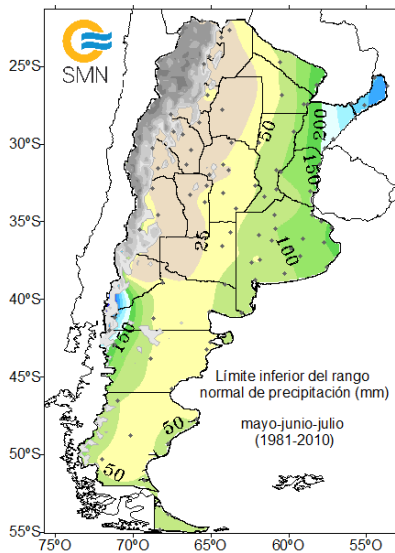 SMN
25°S
30°S
35°S
40°S
45°S
50°S
55°S
50
200
150
100
25
150
50
50
Límite inferior del rango
normal de precipitación (mm)
mayo-junio-julio
(1981-2010)
75°O 70°O 65°O 60°O 55°O